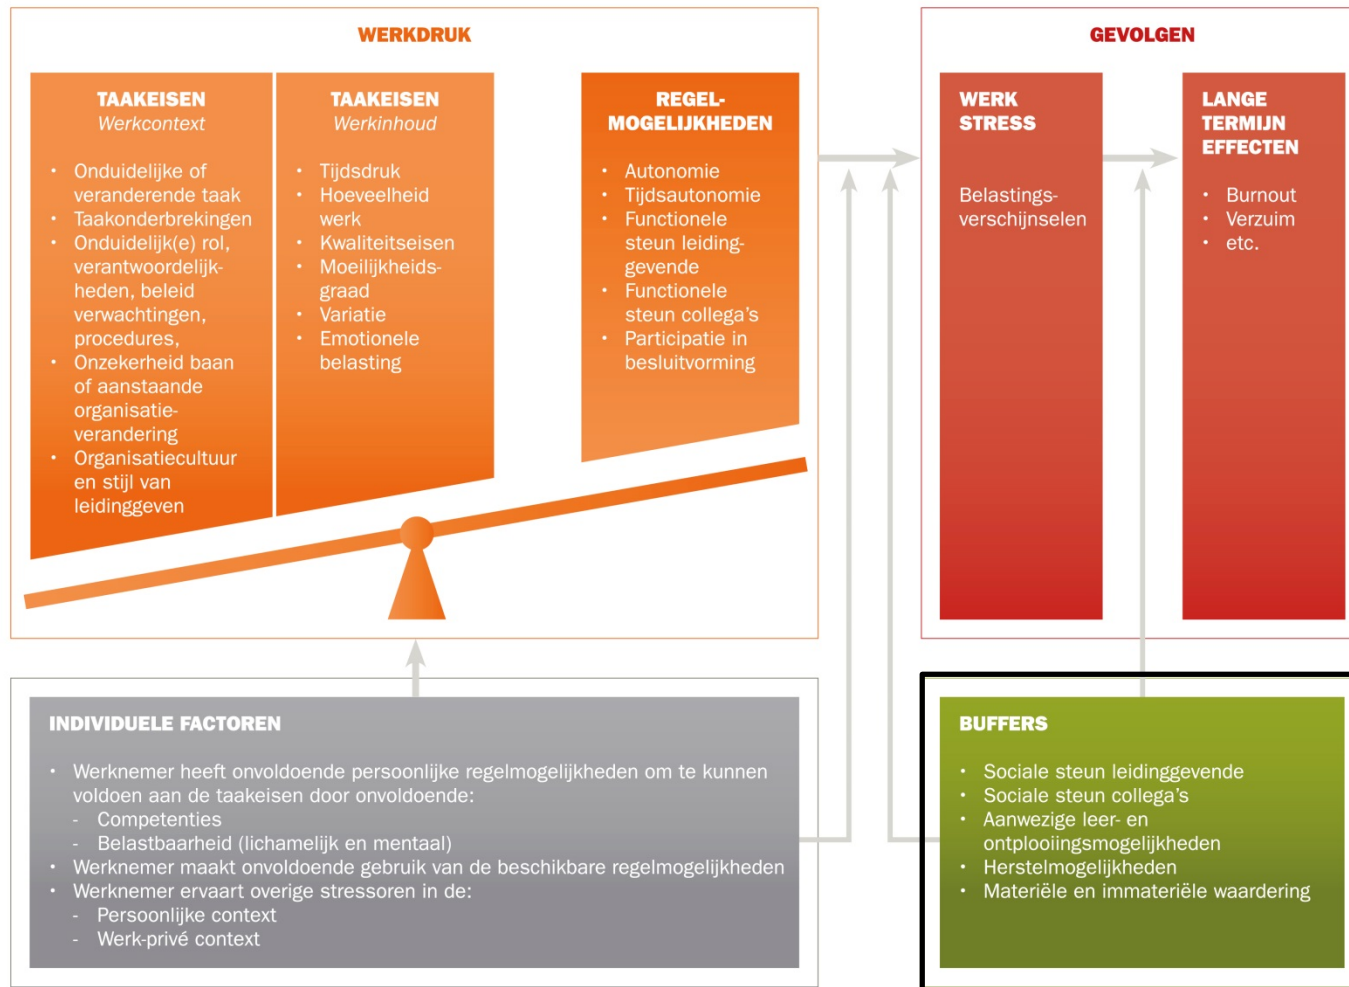 WERKDRUK
TAAKEISEN
Werkcontext
• Onduidelijke of
veranderende taak
• Taakonderbrekingen
• Onduidelijk(e) rol,
verantwoordelijk-
heden, beleid
verwachtingen,
procedures,
• Onzekerheid baan
of aanstaande
organisatie-
verandering
• Organisatiecultuur
en stijl van
leidinggeven
TAAKEISEN
Werkinhoud
• Tijdsdruk
• Hoeveelheid
werk
• Kwaliteitseisen
• Moeilijkheids-
graad
• Variatie
• Emotionele
belasting
REGEL-
MOGELIJKHEDEN
• Autonomie
• Tijdsautonomie
• Functionele
steun leiding-
gevende
• Functionele
steun collega's
• Participatie in
besluitvorming
GEVOLGEN
WERK
STRESS
Belastings-
verschijnselen
LANGE
TERMIJN
EFFECTEN
• Burnout
• Verzuim
• etc.
INDIVIDUELE FACTOREN
• Werknemer heeft onvoldoende persoonlijke regelmogelijkheden om te kunnen
voldoen aan de taakeisen door onvoldoende:
- Competenties
- Belastbaarheid (lichamelijk en mentaal)
• Werknemer maakt onvoldoende gebruik van de beschikbare regelmogelijkheden
• Werknemer ervaart overige stressoren in de:
- Persoonlijke context
- Werk-privé context
BUFFERS
• Sociale steun leidinggevende
• Sociale steun collega's
• Aanwezige leer- en
ontplooiingsmogelijkheden
• Herstelmogelijkheden
• Materiële en immateriële waardering